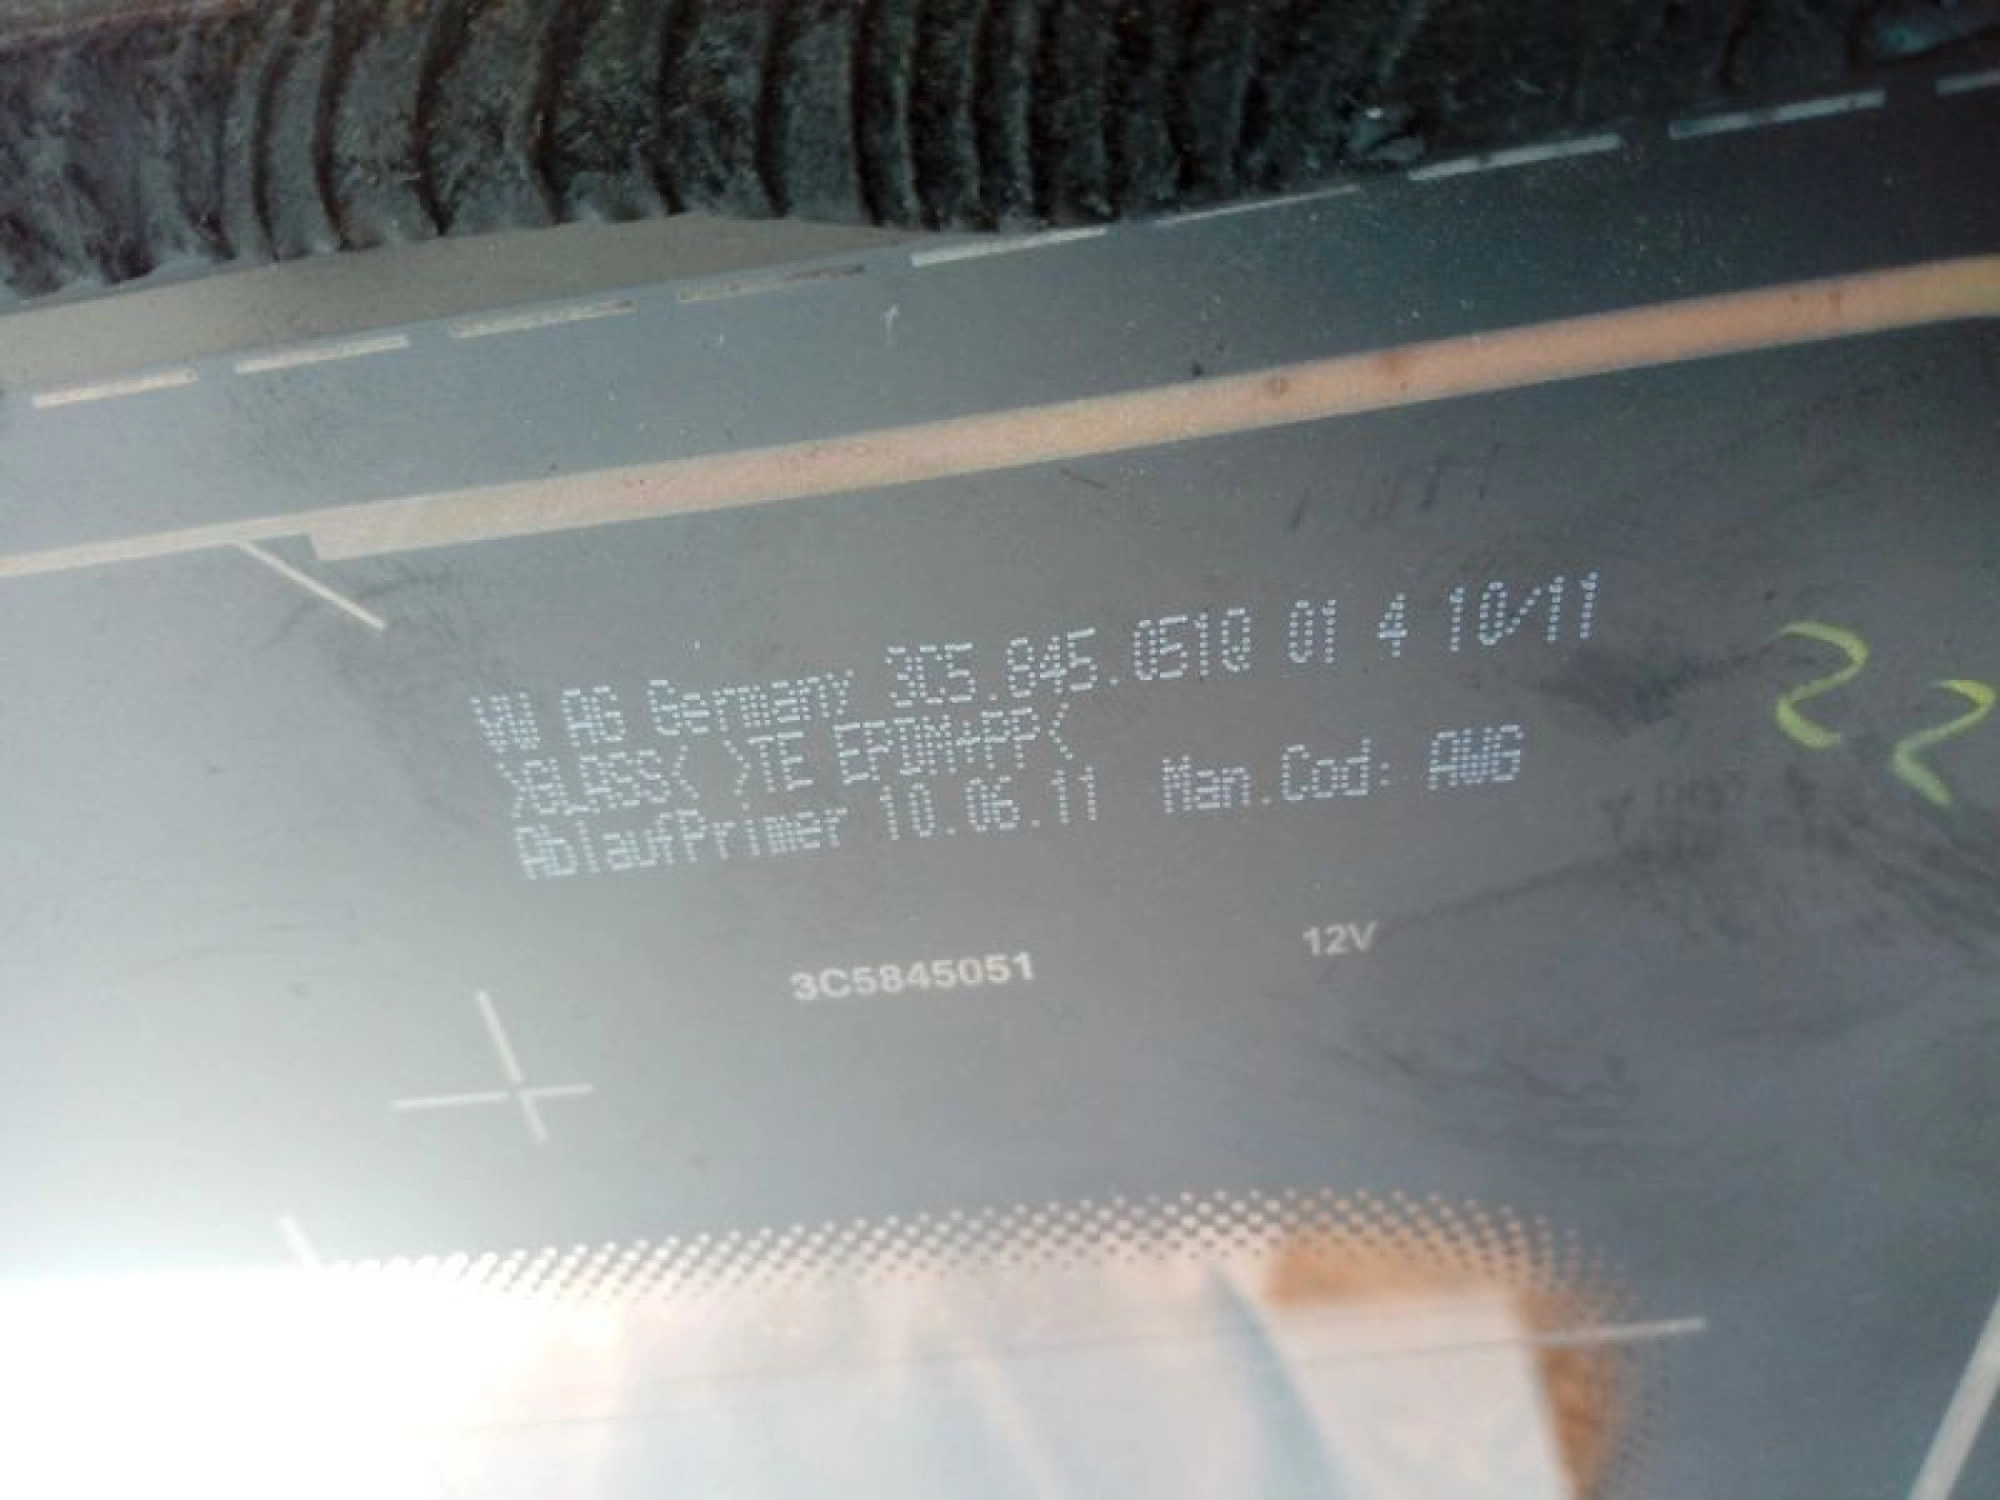 VW AG Germany 3C5.845.051Q 01 4 10/11
>GLASS< >TE EPDM+PP<
AblaufPrimer 10.06.11 Man.Cod: AWG
3C5845051 12V
22